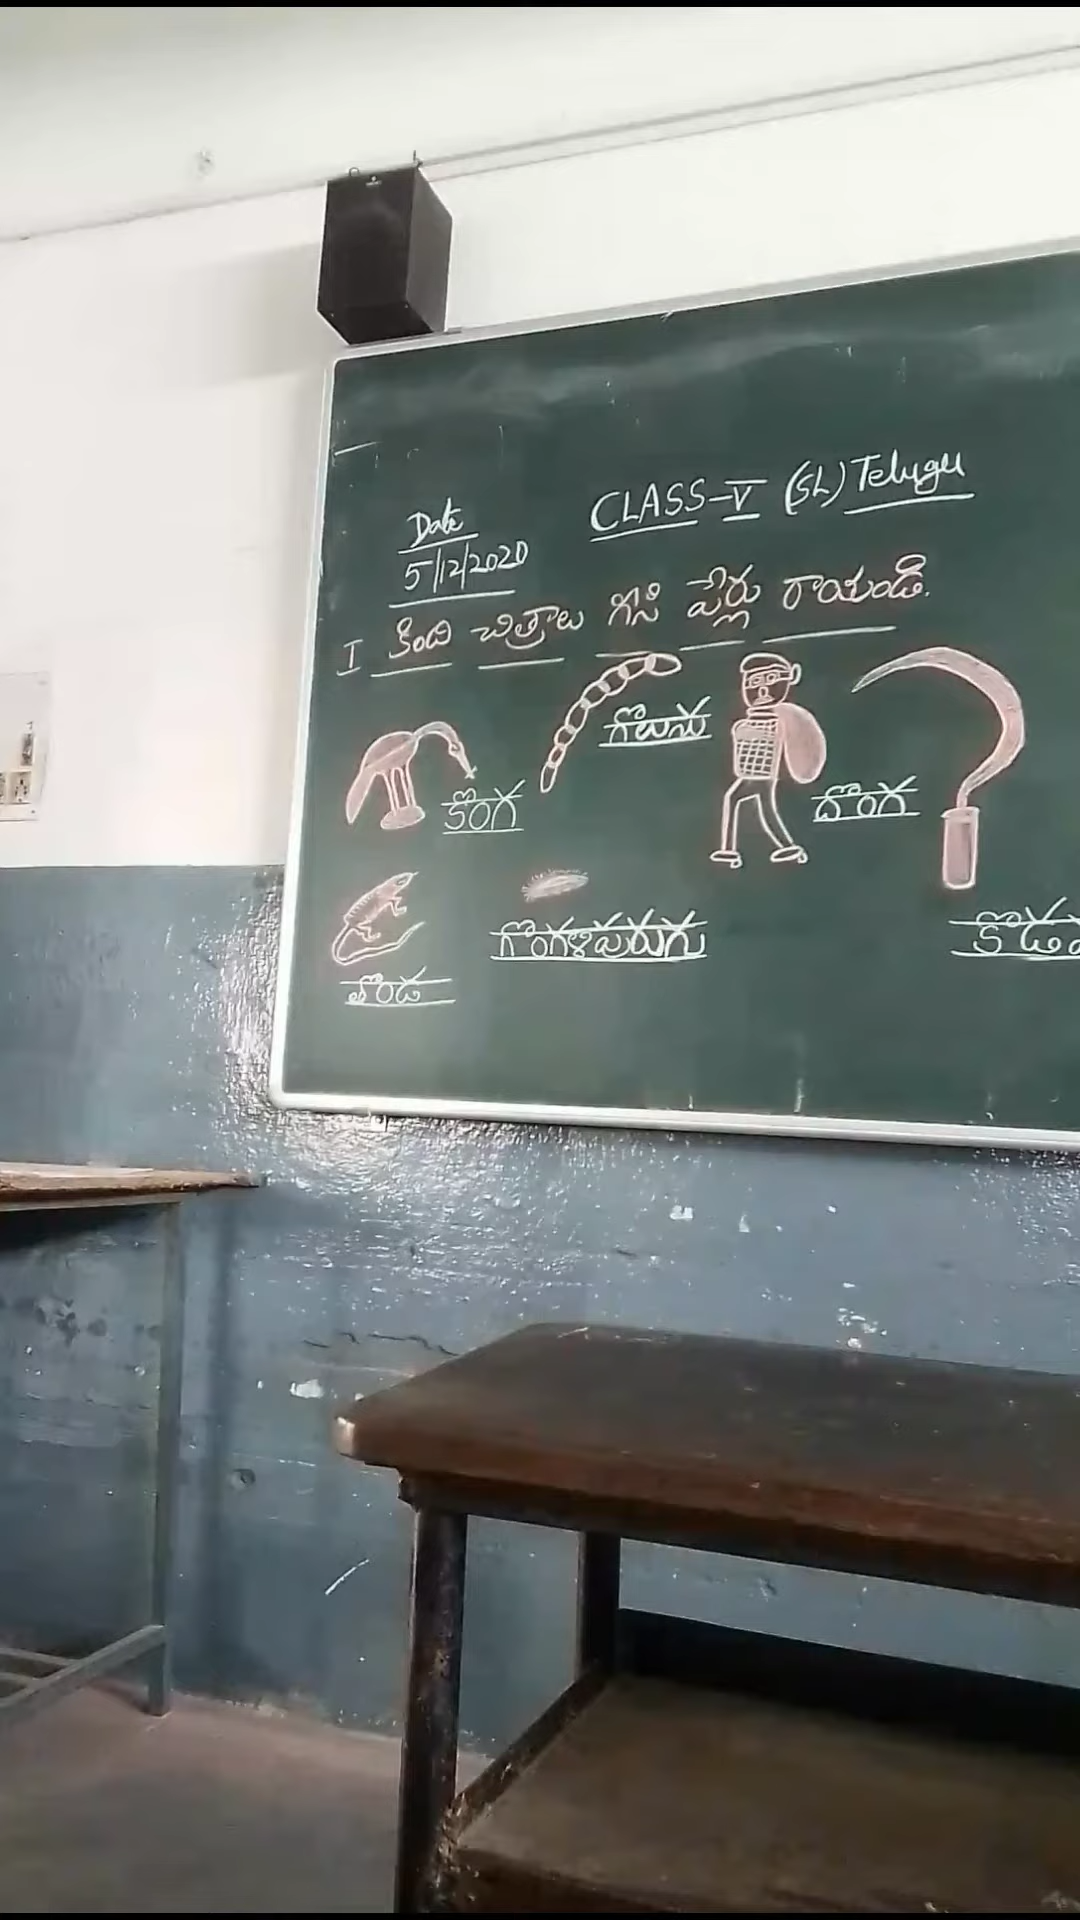 CLASS-V (SL) Telugu
Date
5/12/2020
I కింది చిత్రాలు గీసి పేర్లు రాయండి.
గొలుసు
కొంగ
దొంగ
గొంగళిపురుగు
తొండ